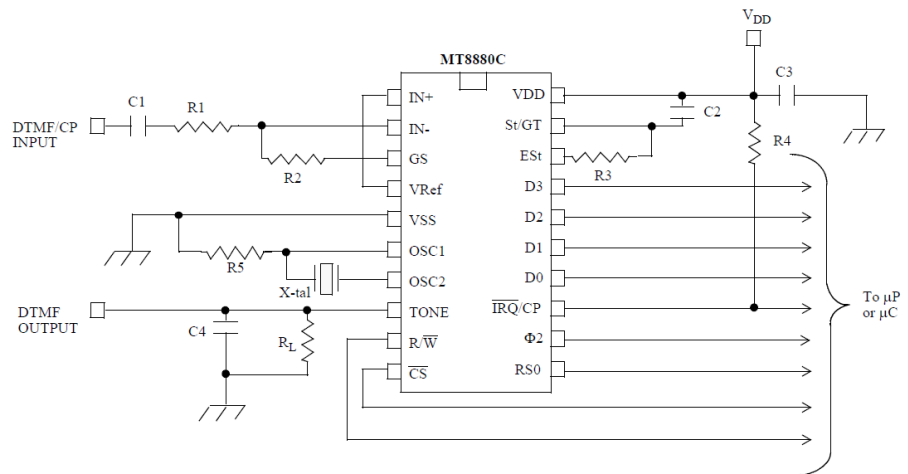 V_DD
MT8880C
C3
C1
R1
IN+
VDD
C2
DTMF/CP
INPUT
IN-
St/GT
R4
R2
GS
ESt
R3
VRef
D3
VSS
D2
R5
OSC1
D1
X-tal
OSC2
D0
DTMF
OUTPUT
TONE
I̅R̅Q̅/CP
To μP
or μC
C4
R_L
R/W̅
Φ2
C̅S̅
RS0